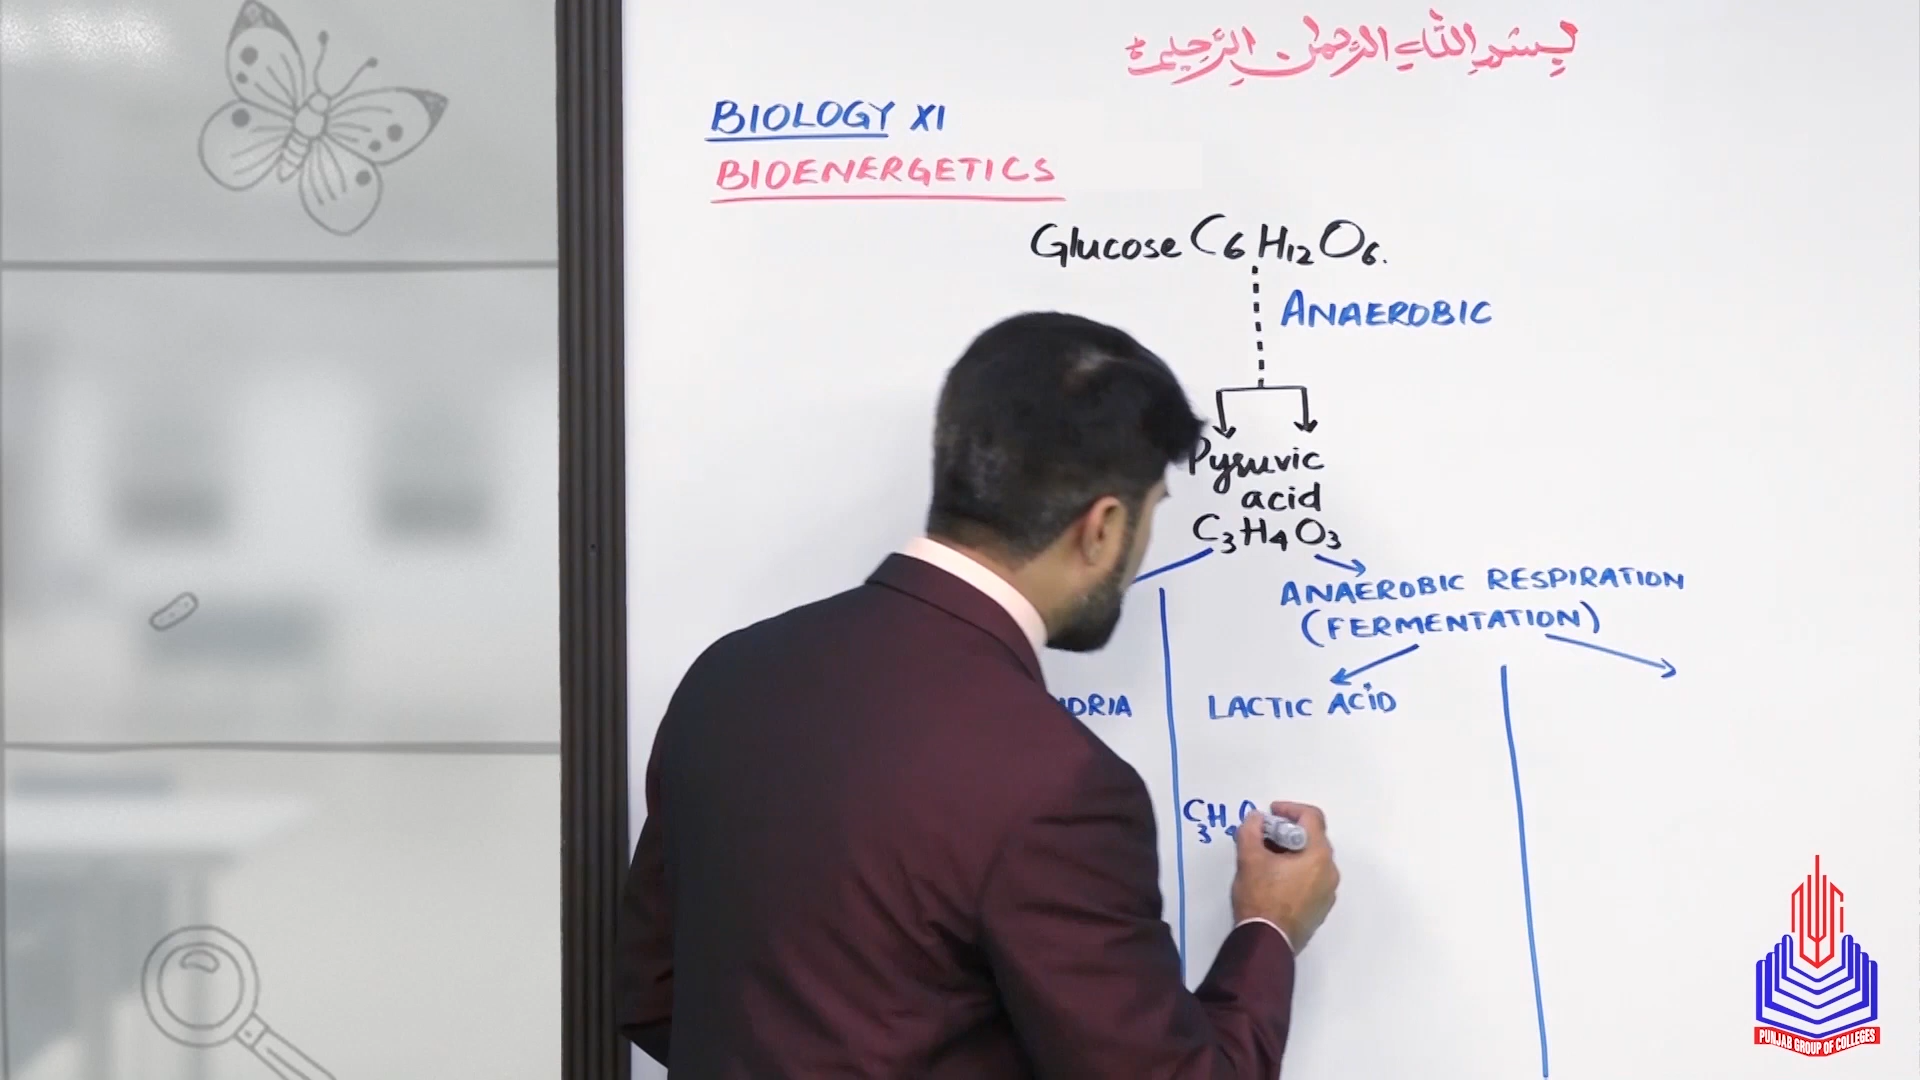 بسم اللہ الرحمن الرحیم
BIOLOGY XI
BIOENERGETICS
Glucose C6H12O6.
ANAEROBIC
Pyruvic
acid
C3H4O3
ANAEROBIC RESPIRATION
(FERMENTATION)
DRIA
LACTIC ACID
C3H4O
PUNJAB GROUP OF COLLEGES